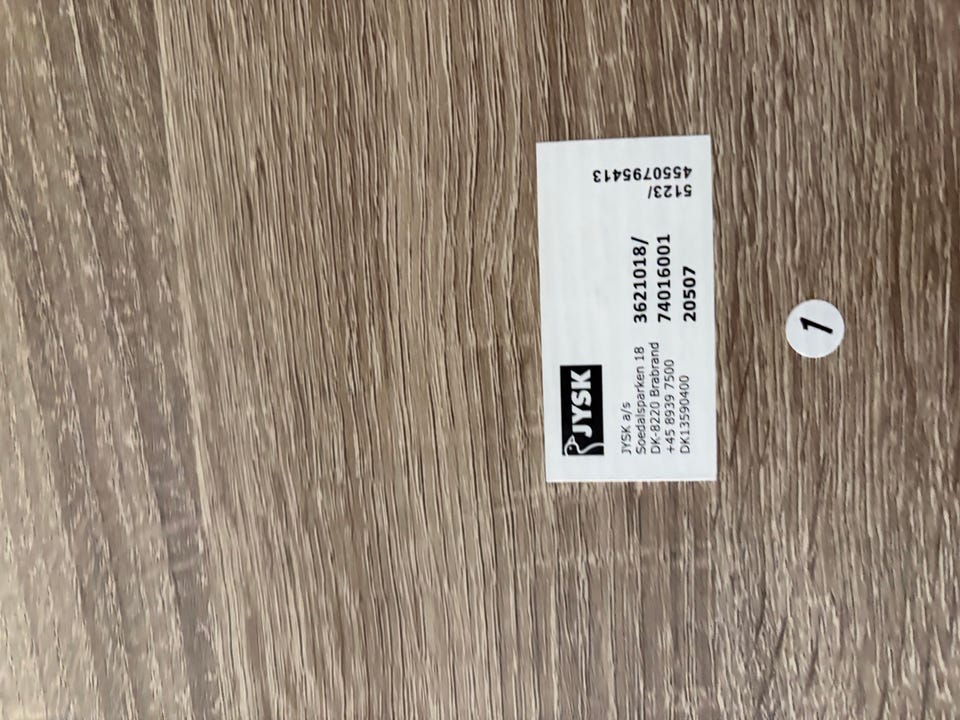 JYSK
JYSK a/s
Soedalsparken 18
DK-8220 Brabrand
+45 8939 7500
DK13590400
3621018/
74016001
20507
5123/
4550795413
1